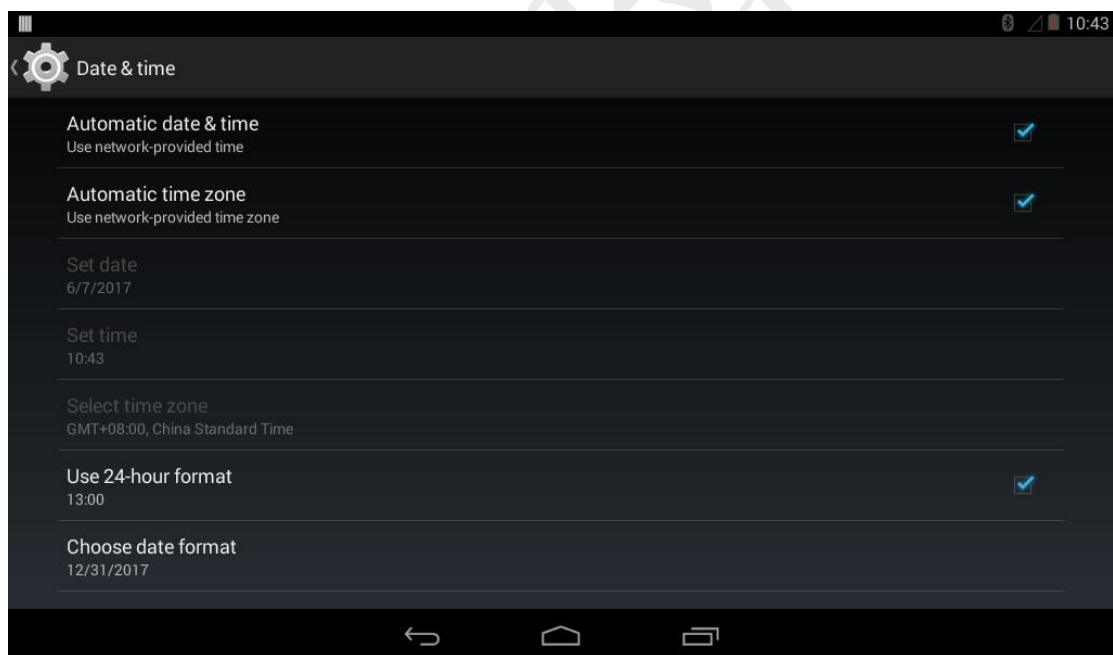 10:43
Date & time
Automatic date & time
Use network-provided time
Automatic time zone
Use network-provided time zone
Set date
6/7/2017
Set time
10:43
Select time zone
GMT+08:00, China Standard Time
Use 24-hour format
13:00
Choose date format
12/31/2017